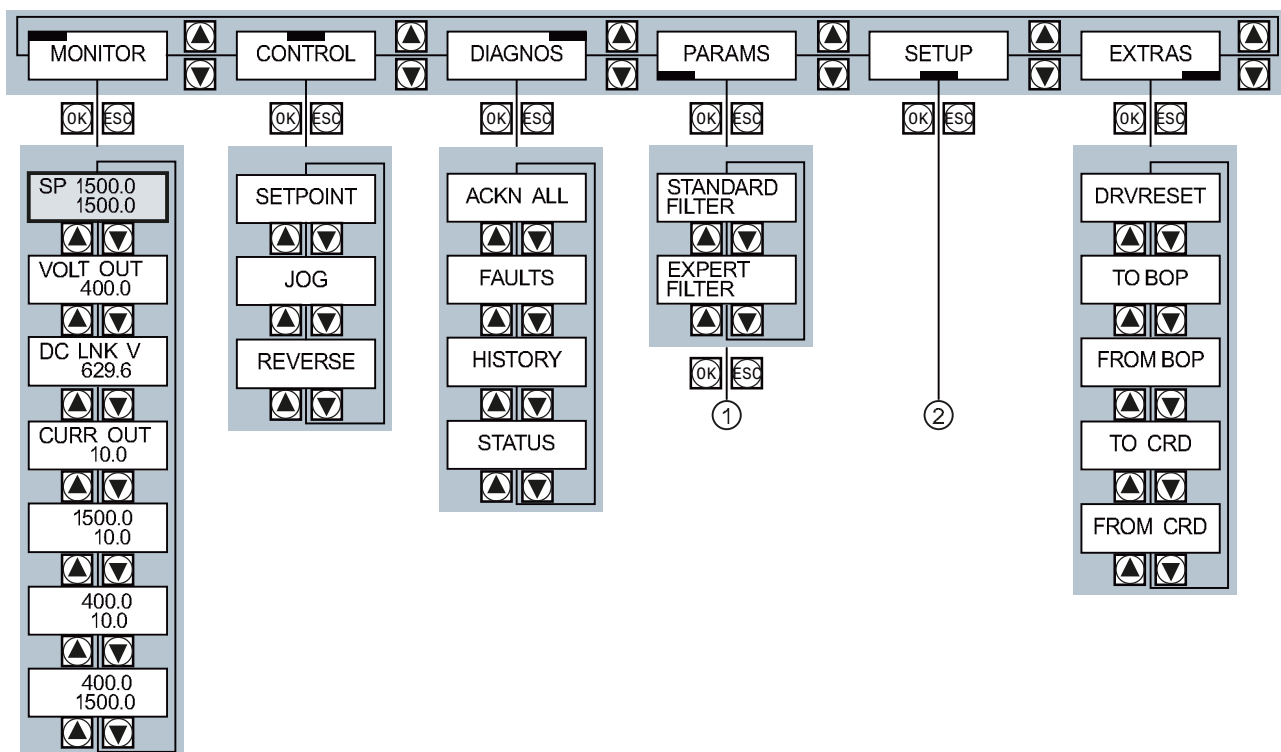 MONITOR
CONTROL
DIAGNOS
PARAMS
SETUP
EXTRAS
OK ESC
OK ESC
OK ESC
OK ESC
OK ESC
OK ESC
SP 1500.0
1500.0
VOLT OUT
400.0
DC LNK V
629.6
CURR OUT
10.0
1500.0
10.0
400.0
10.0
400.0
1500.0
SETPOINT
JOG
REVERSE
ACKN ALL
FAULTS
HISTORY
STATUS
STANDARD
FILTER
EXPERT
FILTER
OK ESC
1
2
DRVRESET
TO BOP
FROM BOP
TO CRD
FROM CRD